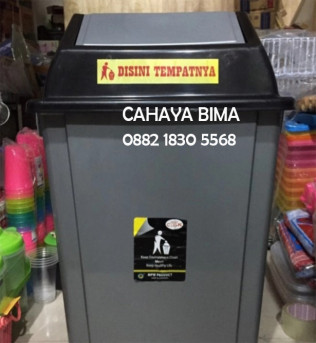 DISINI TEMPATNYA
CAHAYA BIMA
0882 1830 5568